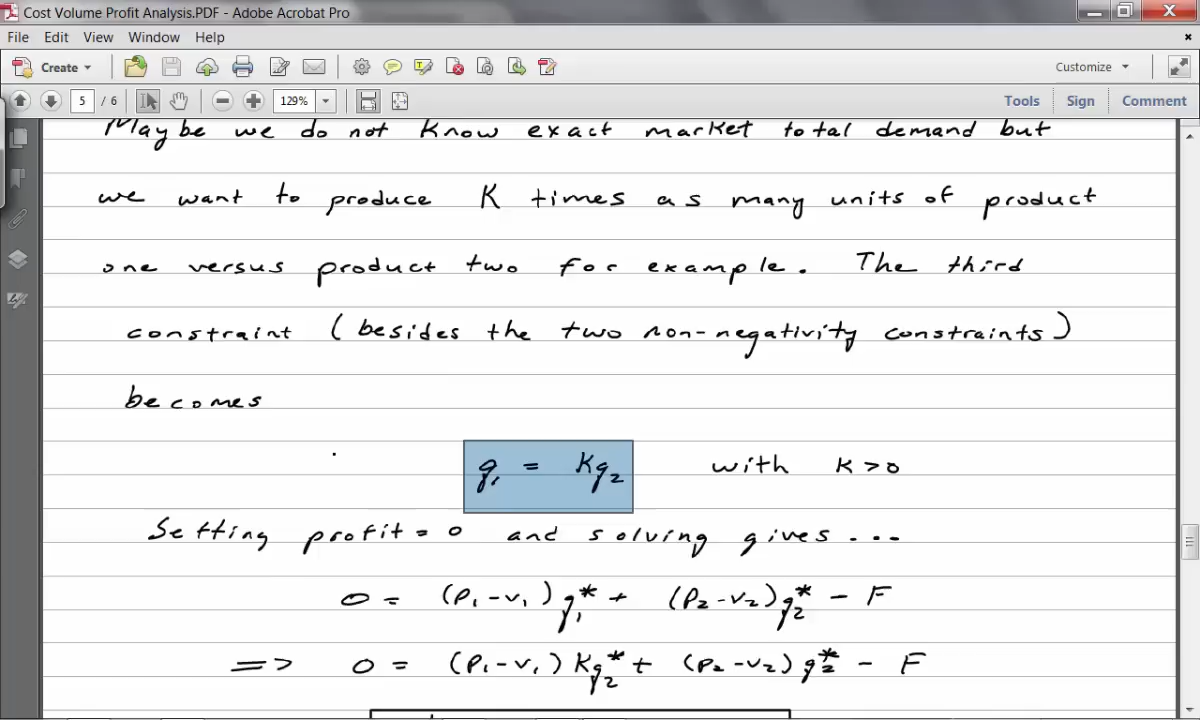 Cost Volume Profit Analysis.PDF - Adobe Acrobat Pro
File Edit View Window Help
Create Customize
5 / 6 129% Tools Sign Comment
Maybe we do not know exact market total demand but
we want to produce K times as many units of product
one versus product two for example. The third
constraint (besides the two non-negativity constraints)
becomes
q₁ = Kq₂ with K>0
Setting profit = 0 and solving gives ...
0 = (P₁-V₁)q₁* + (P₂-V₂)q₂* - F
=> 0 = (P₁-V₁)Kq₂* + (P₂-V₂)q₂* - F